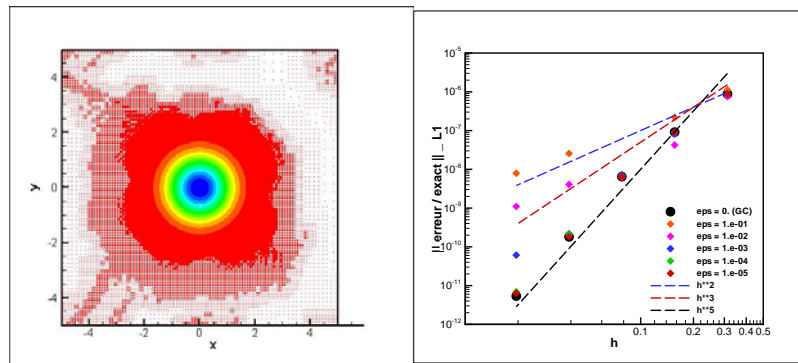 4
2
0
-2
-4
y
-4
-2
0
2
4
x
10^-5
10^-6
10^-7
10^-8
10^-9
10^-10
10^-11
10^-12
|| erreur / exact || _ L1
eps = 0. (GC)
eps = 1.e-01
eps = 1.e-02
eps = 1.e-03
eps = 1.e-04
eps = 1.e-05
h**2
h**3
h**5
0.1
0.2
0.3
0.4
0.5
h